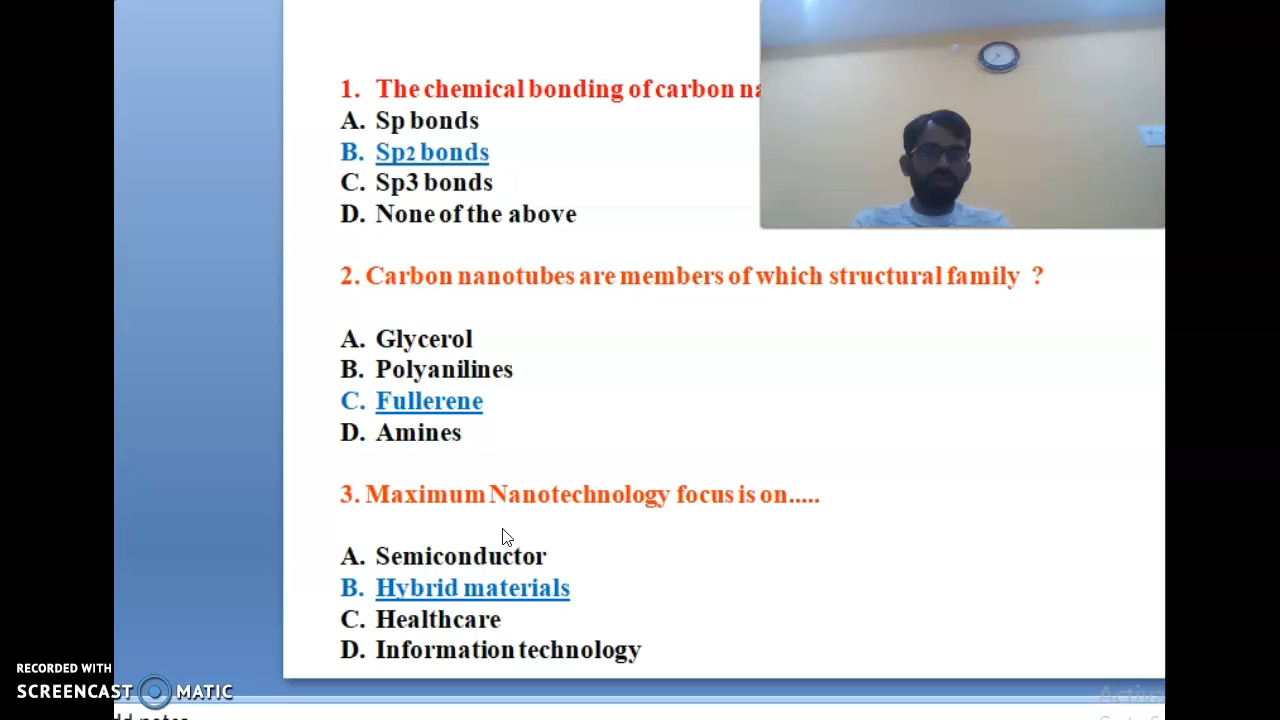 1. The chemical bonding of carbon
A. Sp bonds
B. Sp2 bonds
C. Sp3 bonds
D. None of the above
2. Carbon nanotubes are members of which structural family ?
A. Glycerol
B. Polyanilines
C. Fullerene
D. Amines
3. Maximum Nanotechnology focus is on.....
A. Semiconductor
B. Hybrid materials
C. Healthcare
D. Information technology
RECORDED WITH
SCREENCAST MATIC